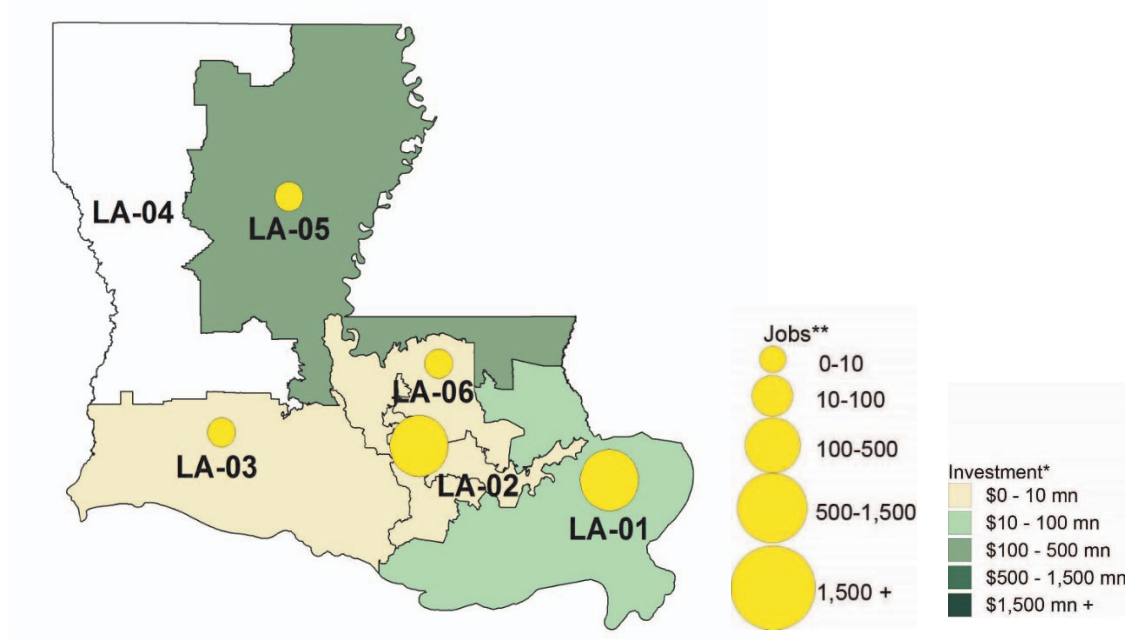 LA-04
LA-05
LA-06
LA-03
LA-02
LA-01
Jobs**
0-10
10-100
100-500
500-1,500
1,500 +
Investment*
$0 - 10 mn
$10 - 100 mn
$100 - 500 mn
$500 - 1,500 mn
$1,500 mn +